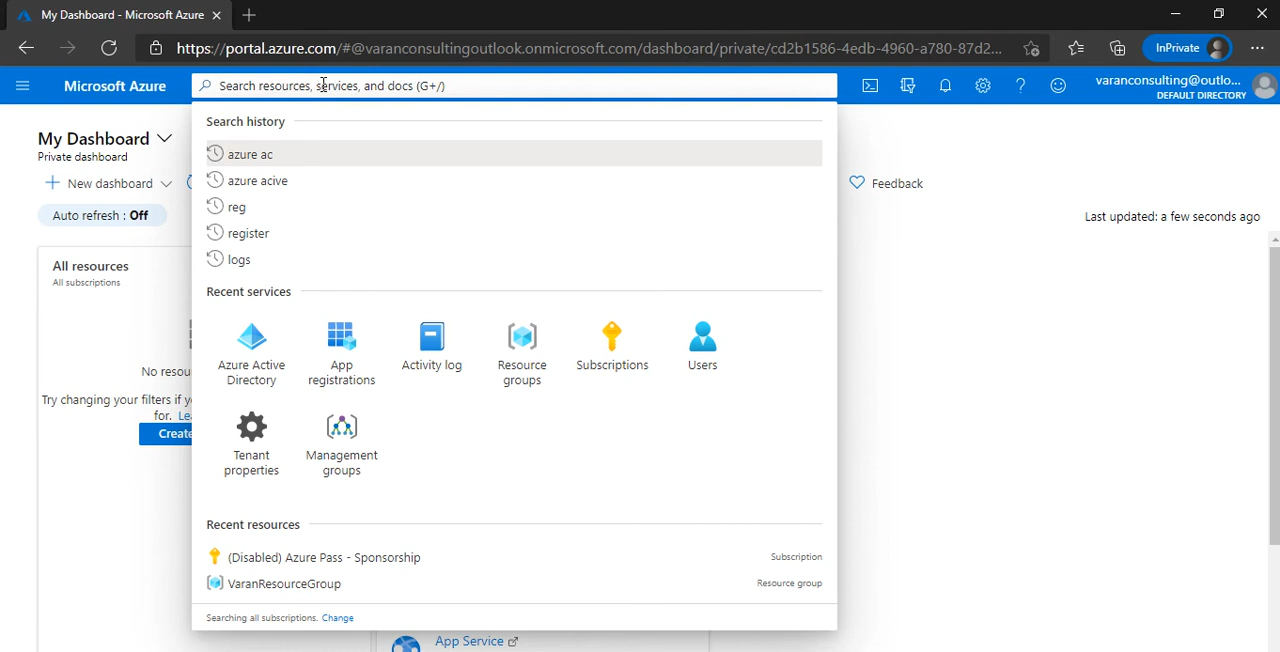 My Dashboard - Microsoft Azure
https://portal.azure.com/#@varanconsultingoutlook.onmicrosoft.com/dashboard/private/cd2b1586-4edb-4960-a780-87d2...
InPrivate
Microsoft Azure
Search resources, services, and docs (G+/)
varanconsulting@outlo...
DEFAULT DIRECTORY
My Dashboard
Private dashboard
New dashboard
Auto refresh : Off
Feedback
Last updated: a few seconds ago
All resources
All subscriptions
No resou
Try changing your filters if y
for. Lea
Create
Search history
azure ac
azure acive
reg
register
logs
Recent services
Azure Active
Directory
App
registrations
Activity log
Resource
groups
Subscriptions
Users
Tenant
properties
Management
groups
Recent resources
(Disabled) Azure Pass - Sponsorship Subscription
VaranResourceGroup Resource group
Searching all subscriptions. Change
App Service